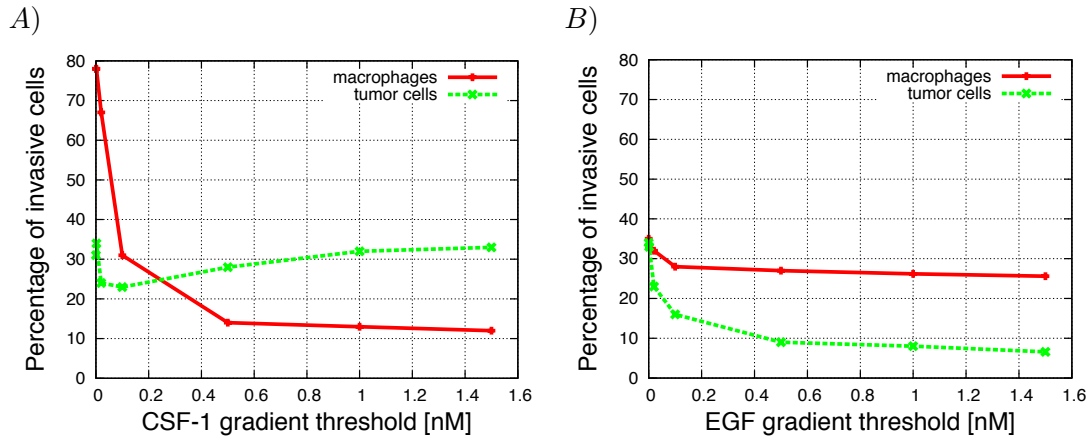 A)
Percentage of invasive cells
80
70
60
50
40
30
20
10
0
macrophages
tumor cells
0 0.2 0.4 0.6 0.8 1 1.2 1.4 1.6
CSF-1 gradient threshold [nM]
B)
Percentage of invasive cells
80
70
60
50
40
30
20
10
0
macrophages
tumor cells
0 0.2 0.4 0.6 0.8 1 1.2 1.4 1.6
EGF gradient threshold [nM]